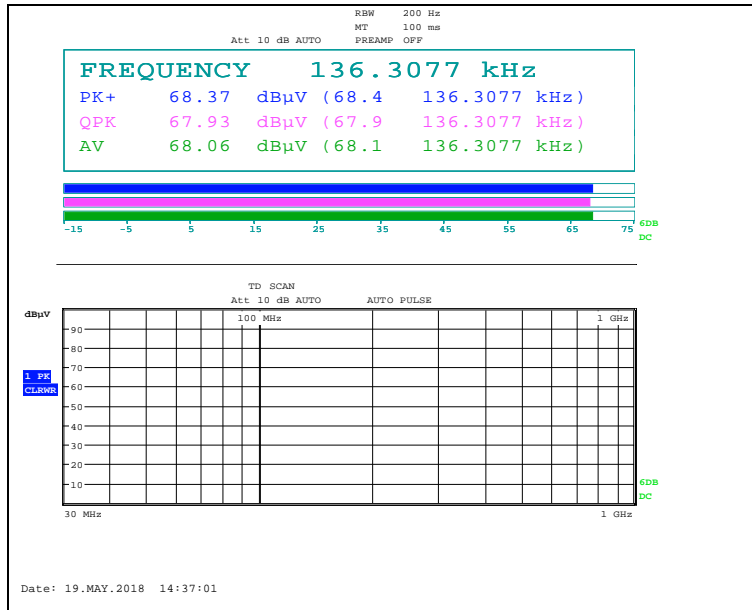 RBW 200 Hz
MT 100 ms
Att 10 dB AUTO PREAMP OFF
FREQUENCY 136.3077 kHz
PK+ 68.37 dBµV (68.4 136.3077 kHz)
QPK 67.93 dBµV (67.9 136.3077 kHz)
AV 68.06 dBµV (68.1 136.3077 kHz)
-15 -5 5 15 25 35 45 55 65 75
6DB
DC
TD SCAN
Att 10 dB AUTO AUTO PULSE
dBµV
100 MHz 1 GHz
90
80
70
1 PK
60
CLRWR
50
40
30
20
10
6DB
DC
30 MHz 1 GHz
Date: 19.MAY.2018 14:37:01